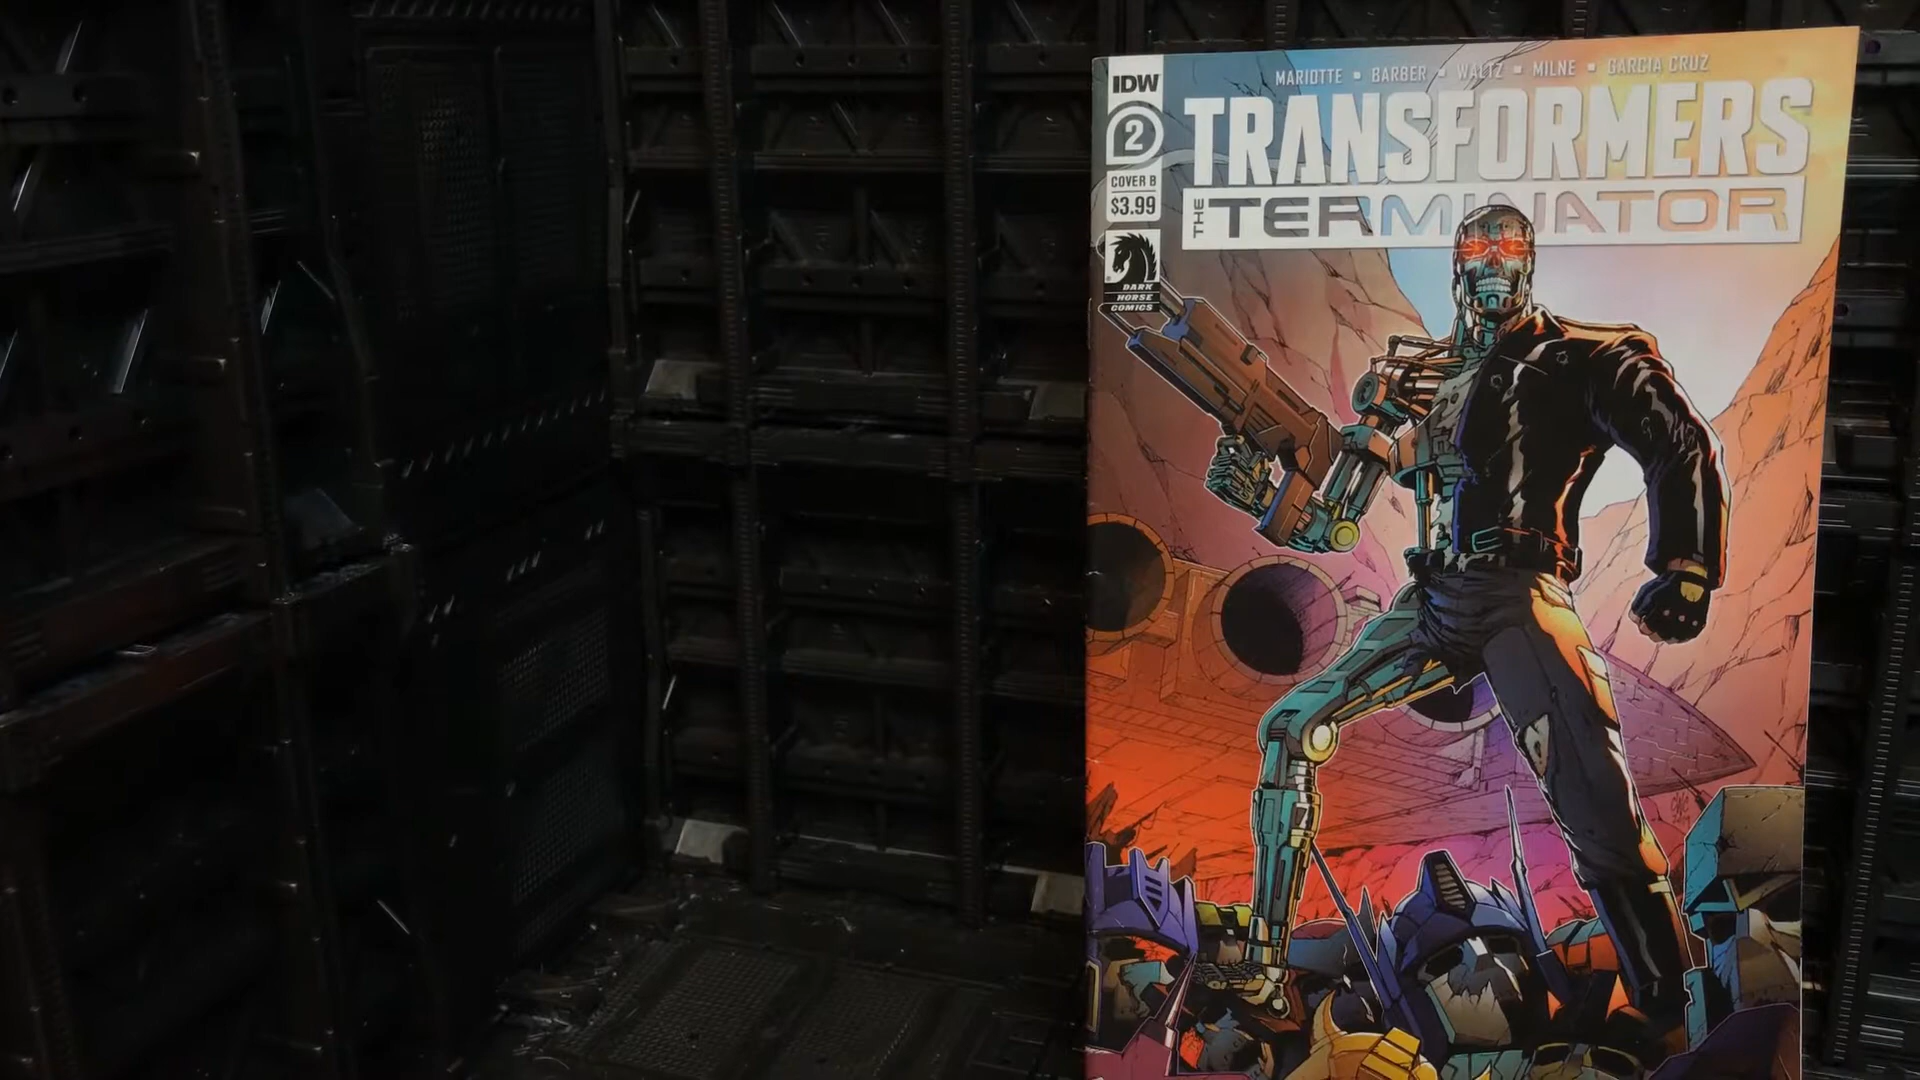 IDW
2
COVER B
$3.99
DARK
HORSE
COMICS
MARIOTTE • BARBER • WALTZ • MILNE • GARCIA CRUZ
TRANSFORMERS
THE TERMINATOR